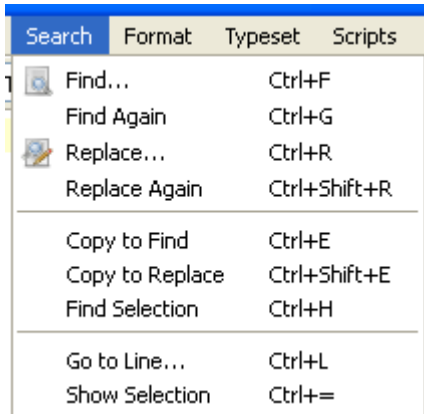 Search Format Typeset Scripts
Find... Ctrl+F
Find Again Ctrl+G
Replace... Ctrl+R
Replace Again Ctrl+Shift+R
Copy to Find Ctrl+E
Copy to Replace Ctrl+Shift+E
Find Selection Ctrl+H
Go to Line... Ctrl+L
Show Selection Ctrl+=